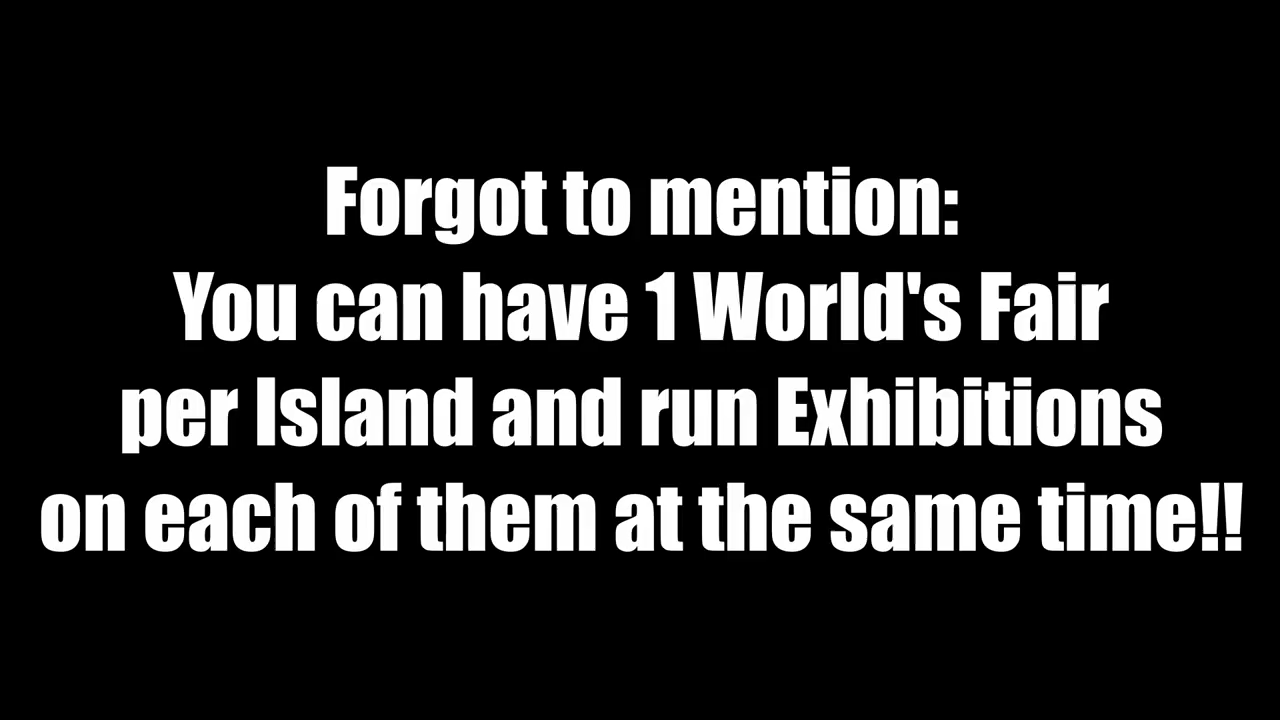 Forgot to mention:
You can have 1 World's Fair
per Island and run Exhibitions
on each of them at the same time!!